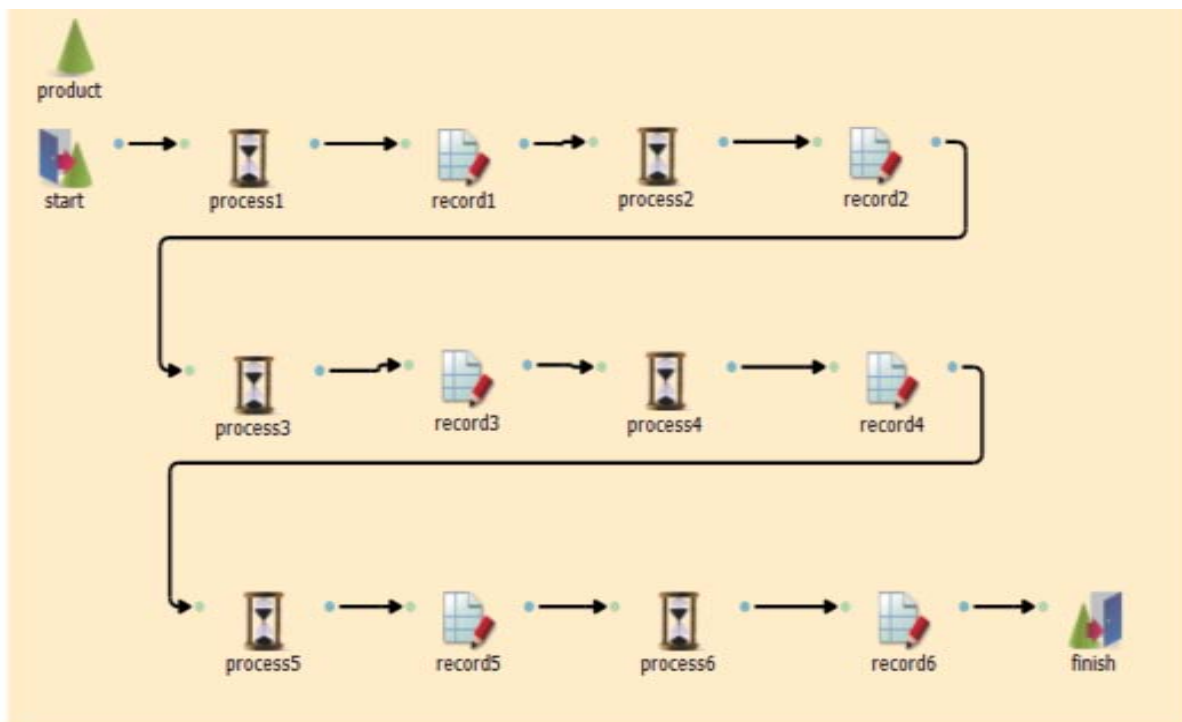 product
start
process1
record1
process2
record2
process3
record3
process4
record4
process5
record5
process6
record6
finish